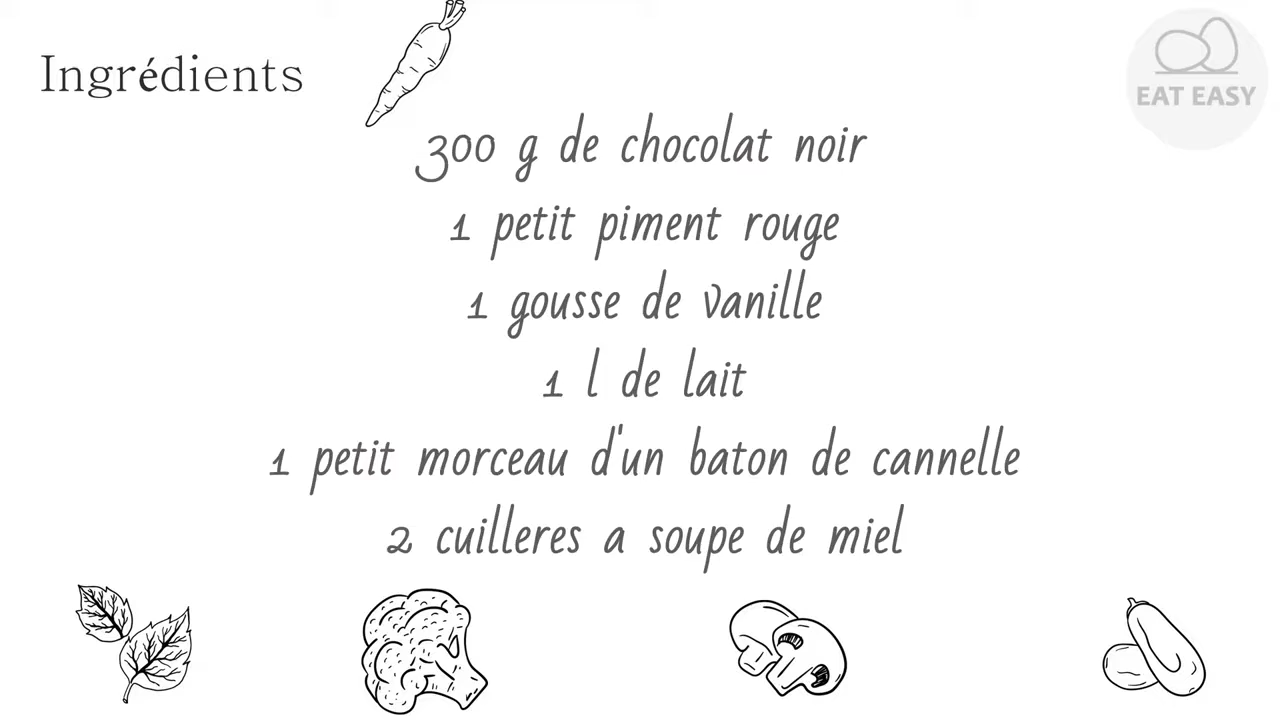 Ingrédients
EAT EASY
300 g de chocolat noir
1 petit piment rouge
1 gousse de vanille
1 l de lait
1 petit morceau d'un baton de cannelle
2 cuilleres a soupe de miel